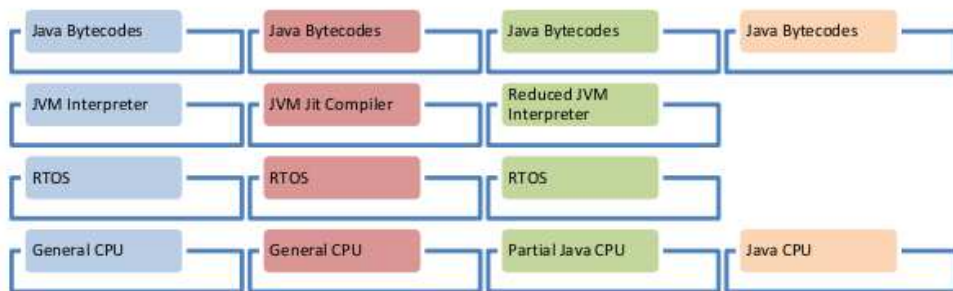 Java Bytecodes
Java Bytecodes
Java Bytecodes
Java Bytecodes
JVM Interpreter
JVM Jit Compiler
Reduced JVM
Interpreter
RTOS
RTOS
RTOS
General CPU
General CPU
Partial Java CPU
Java CPU